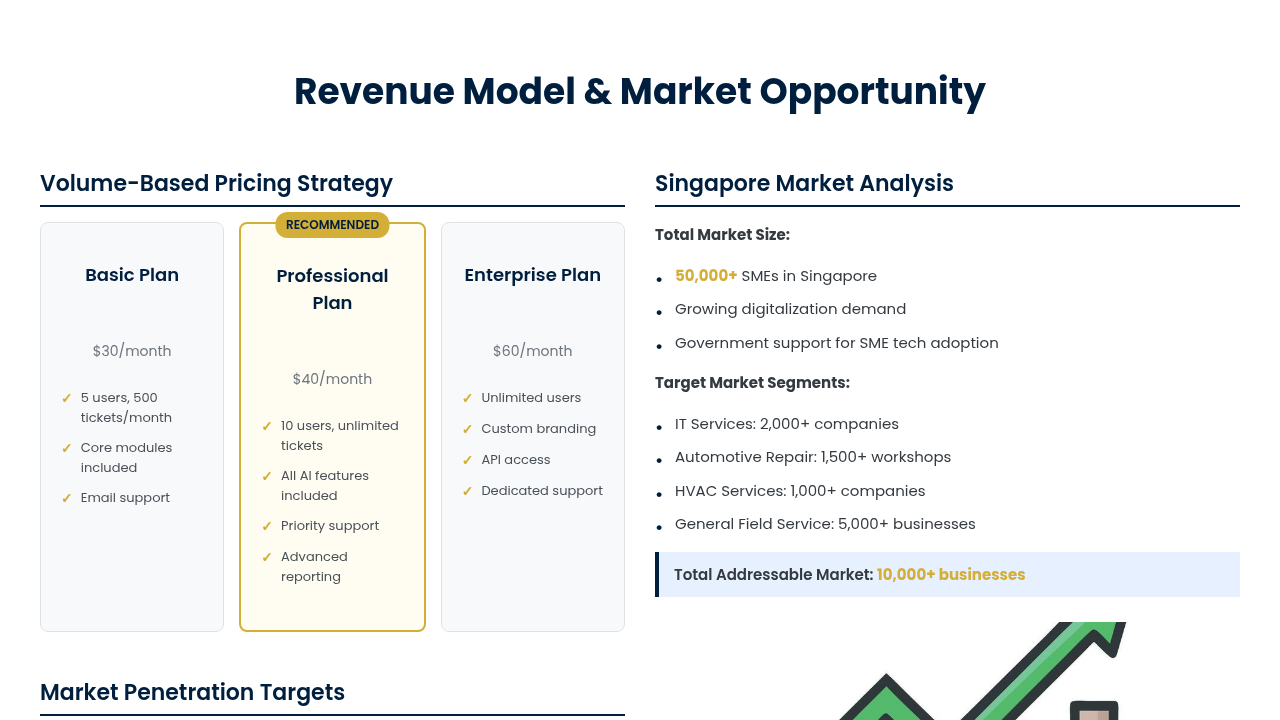 Revenue Model & Market Opportunity
Volume-Based Pricing Strategy
Basic Plan
$30/month
✓ 5 users, 500
tickets/month
✓ Core modules
included
✓ Email support
RECOMMENDED
Professional
Plan
$40/month
✓ 10 users, unlimited
tickets
✓ All AI features
included
✓ Priority support
✓ Advanced
reporting
Enterprise Plan
$60/month
✓ Unlimited users
✓ Custom branding
✓ API access
✓ Dedicated support
Market Penetration Targets
Singapore Market Analysis
Total Market Size:
• 50,000+ SMEs in Singapore
• Growing digitalization demand
• Government support for SME tech adoption
Target Market Segments:
• IT Services: 2,000+ companies
• Automotive Repair: 1,500+ workshops
• HVAC Services: 1,000+ companies
• General Field Service: 5,000+ businesses
Total Addressable Market: 10,000+ businesses